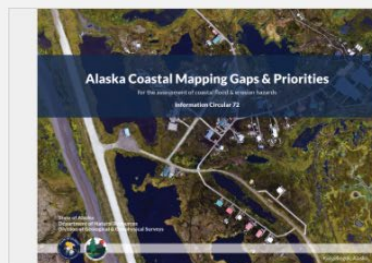 Alaska Coastal Mapping Gaps & Priorities
for the assessment of coastal flood & erosion hazards
Information Circular 72
State of Alaska
Department of Natural Resources
Division of Geological & Geophysical Surveys